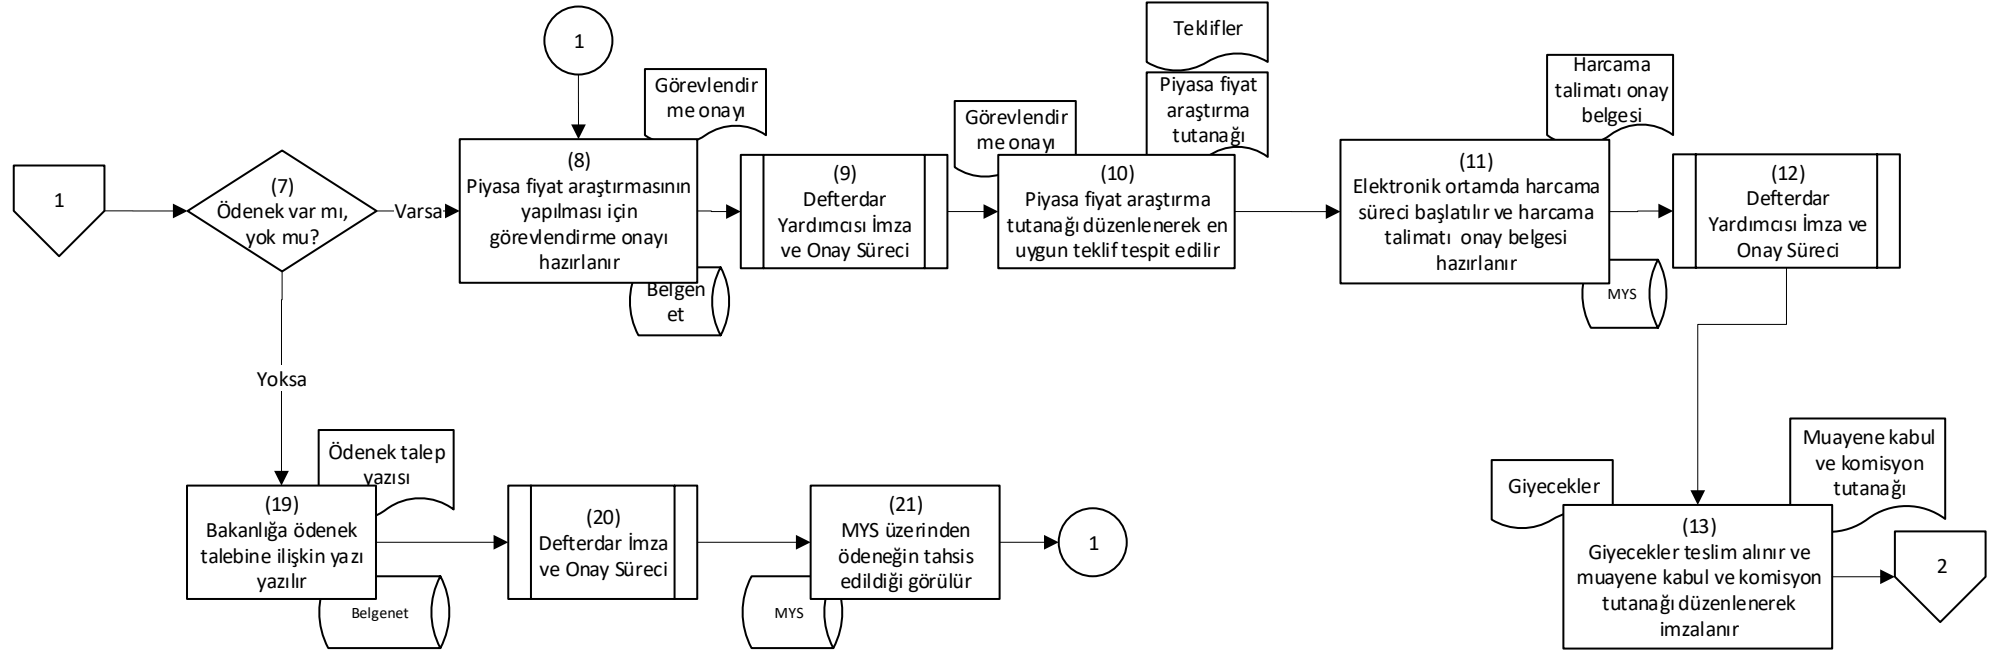 1
(7)
Ödenek var mı,
yok mu?
Varsa
1
Görevlendir
me onayı
(8)
Piyasa fiyat araştırmasının
yapılması için
görevlendirme onayı
hazırlanır
Belgen
et
(9)
Defterdar
Yardımcısı İmza
ve Onay Süreci
Görevlendir
me onayı
Teklifler
Piyasa fiyat
araştırma
tutanağı
(10)
Piyasa fiyat araştırma
tutanağı düzenlenerek en
uygun teklif tespit edilir
Harcama
talimatı onay
belgesi
(11)
Elektronik ortamda harcama
süreci başlatılır ve harcama
talimatı  onay belgesi
hazırlanır
MYS
(12)
Defterdar
Yardımcısı İmza ve
Onay Süreci
Yoksa
Ödenek talep
yazısı
(19)
Bakanlığa ödenek
talebine ilişkin yazı
yazılır
Belgenet
(20)
Defterdar İmza
ve Onay Süreci
(21)
MYS üzerinden
ödeneğin tahsis
edildiği görülür
MYS
1
Giyecekler
Muayene kabul
ve komisyon
tutanağı
(13)
Giyecekler teslim alınır ve
muayene kabul ve komisyon
tutanağı düzenlenerek
imzalanır
2